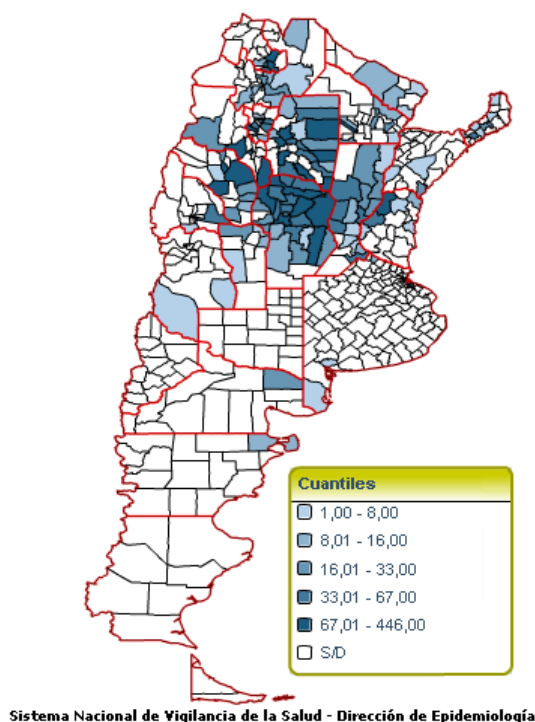 Cuantiles
1,00 - 8,00
8,01 - 16,00
16,01 - 33,00
33,01 - 67,00
67,01 - 446,00
S/D
Sistema Nacional de Vigilancia de la Salud - Dirección de Epidemiología